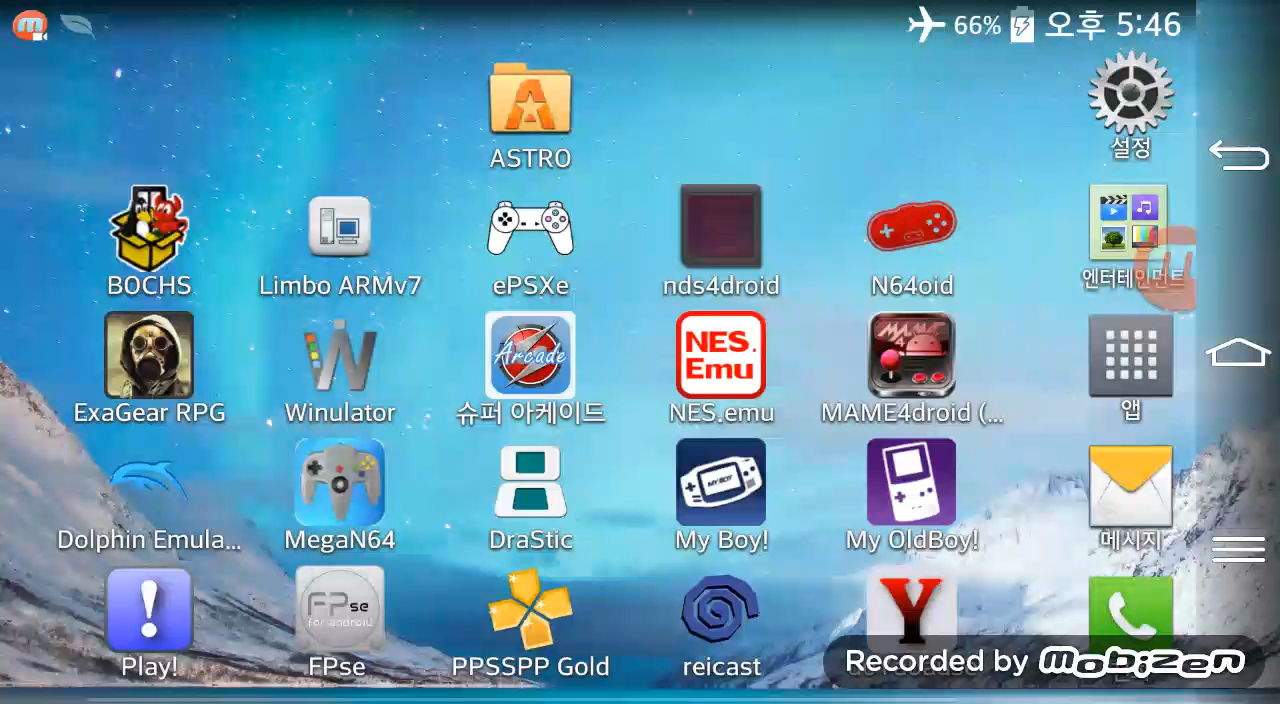 66% 오후 5:46
ASTRO
설정
BOCHS
Limbo ARMv7
ePSXe
nds4droid
N64oid
엔터테인먼트
ExaGear RPG
Winulator
Arcade
슈퍼 아케이드
NES.
Emu
NES.emu
MAME
MAME4droid (...
앱
Dolphin Emula...
MegaN64
DraStic
MY BOY!
My Boy!
My OldBoy!
메시지
Play!
FPse
for android
FPse
PPSSPP Gold
reicast
Y
Recorded by Mobizen